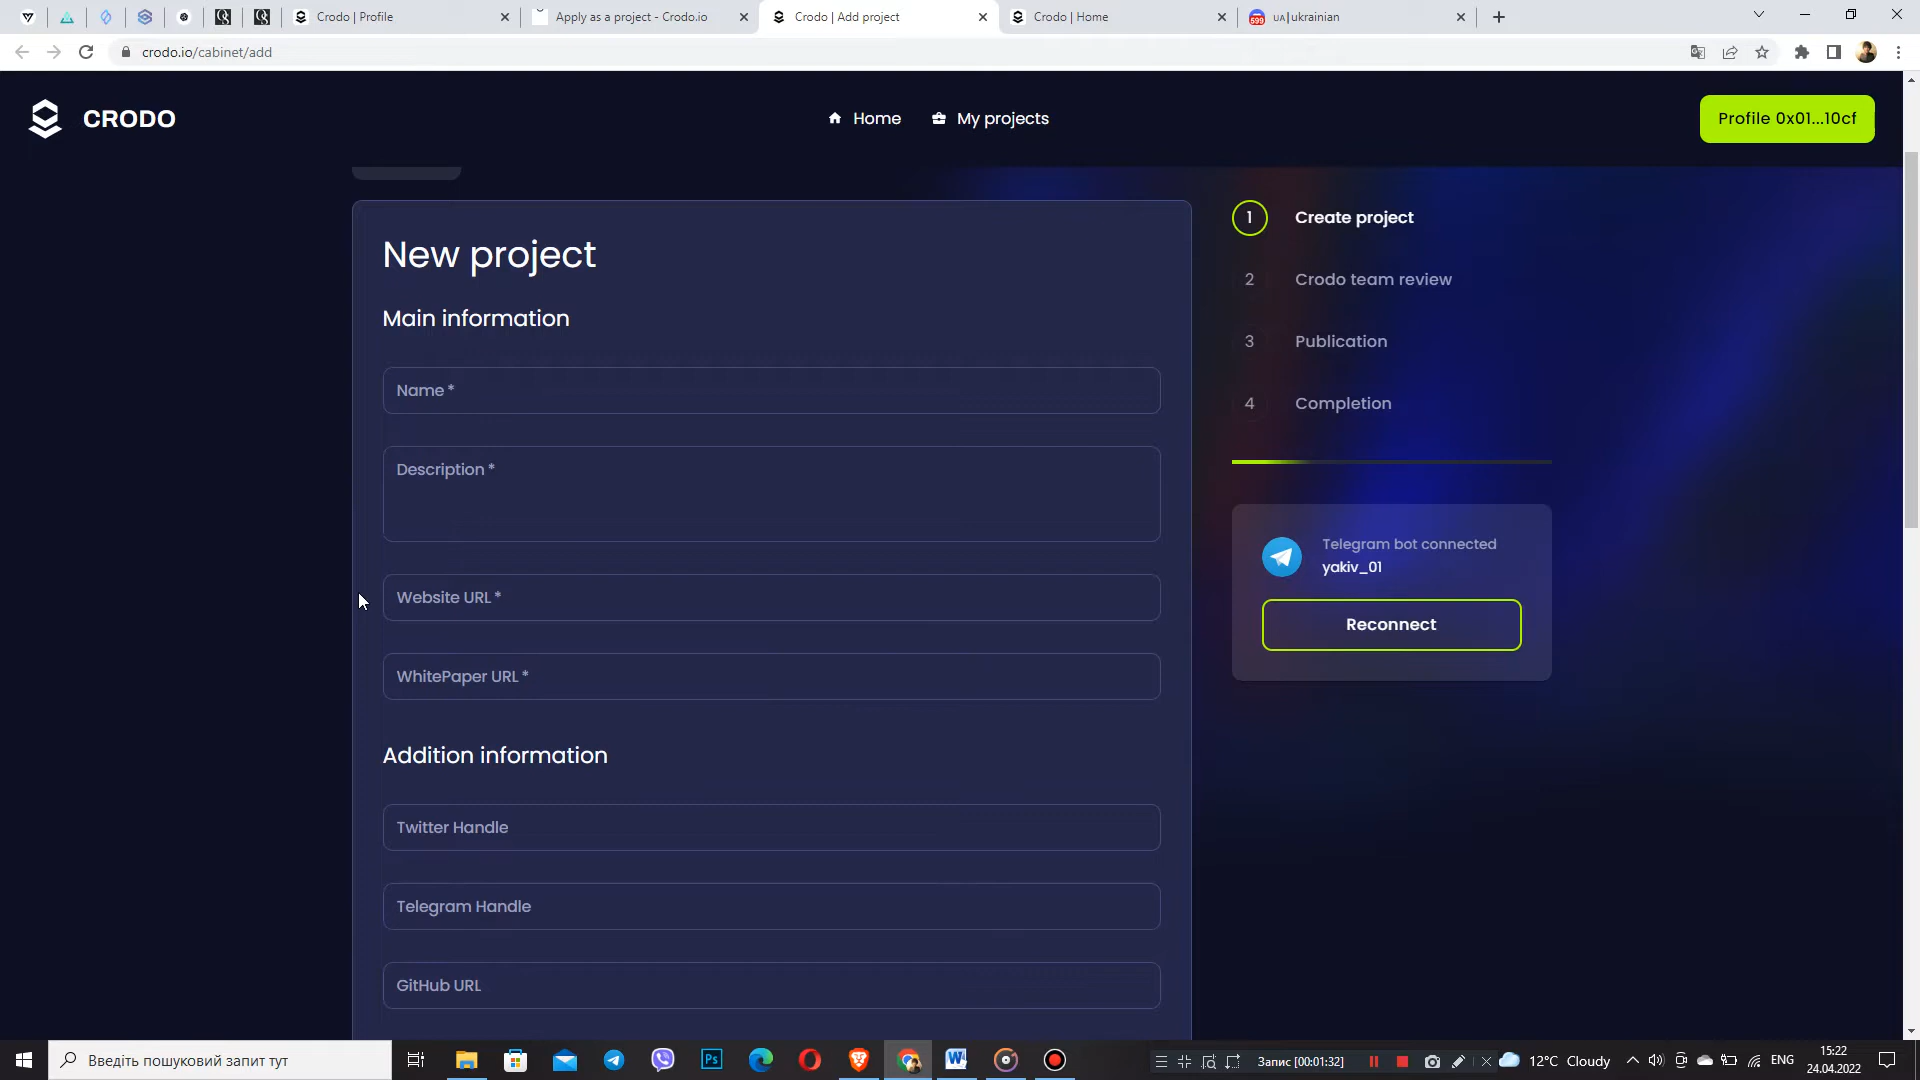 Crodo | Profile
Apply as a project - Crodo.io
Crodo | Add project
Crodo | Home
599
UA|ukrainian
crodo.io/cabinet/add
CRODO
Home
My projects
Profile 0x01...10cf
New project
Main information
Name *
Description *
Website URL *
WhitePaper URL *
Addition information
Twitter Handle
Telegram Handle
GitHub URL
1
Create project
2
Crodo team review
3
Publication
4
Completion
Telegram bot connected
yakiv_01
Reconnect
Введіть пошуковий запит тут
Ps
W
Запис [00:01:32]
12°C Cloudy
ENG
15:22
24.04.2022